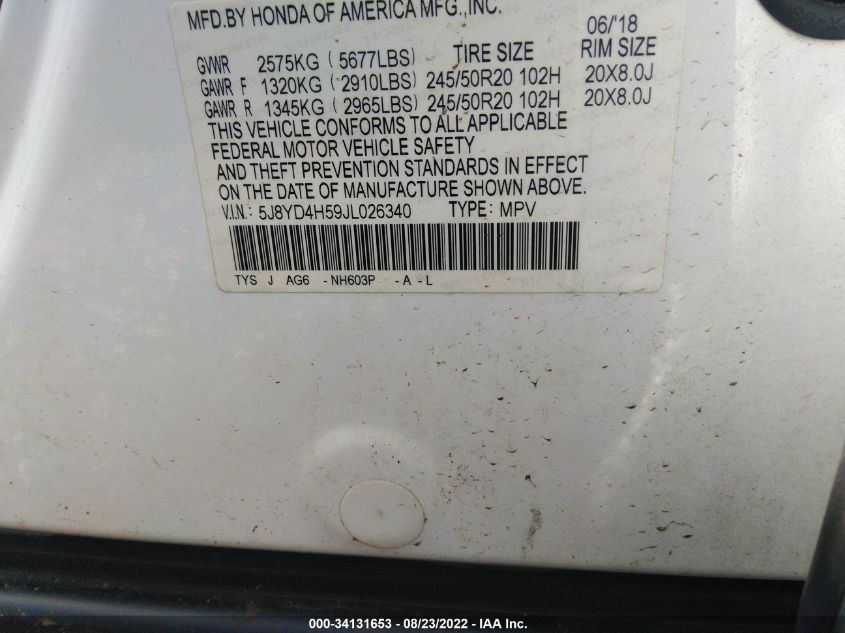 MFD.BY HONDA OF AMERICA MFG.,INC.
06/'18
GVWR 2575KG ( 5677LBS) TIRE SIZE RIM SIZE
GAWR F 1320KG ( 2910LBS) 245/50R20 102H 20X8.0J
GAWR R 1345KG ( 2965LBS) 245/50R20 102H 20X8.0J
THIS VEHICLE CONFORMS TO ALL APPLICABLE
FEDERAL MOTOR VEHICLE SAFETY
AND THEFT PREVENTION STANDARDS IN EFFECT
ON THE DATE OF MANUFACTURE SHOWN ABOVE.
V.I.N.: 5J8YD4H59JL026340 TYPE: MPV
TYS J AG6 -NH603P -A -L
000-34131653 - 08/23/2022 - IAA Inc.